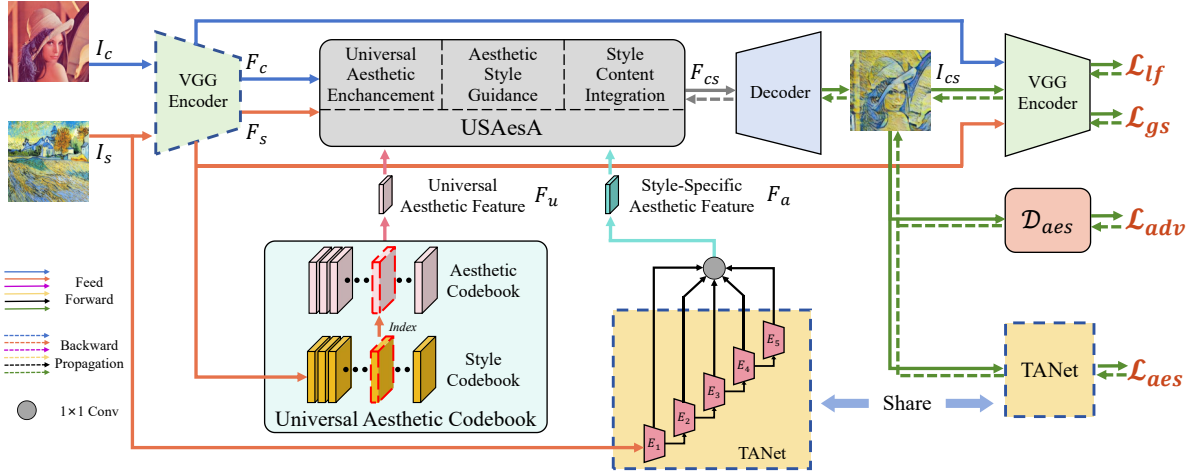 I_c
I_s
VGG
Encoder
F_c
F_s
Universal
Aesthetic
Enchancement
Aesthetic
Style
Guidance
Style
Content
Integration
USAesA
F_cs
Decoder
I_cs
VGG
Encoder
ℒ_lf
ℒ_gs
Universal
Aesthetic Feature
F_u
Style-Specific
Aesthetic Feature
F_a
𝒟_aes
ℒ_adv
Aesthetic
Codebook
Index
Style
Codebook
Universal Aesthetic Codebook
E_1
E_2
E_3
E_4
E_5
TANet
Share
TANet
ℒ_aes
Feed
Forward
Backward
Propagation
1×1 Conv